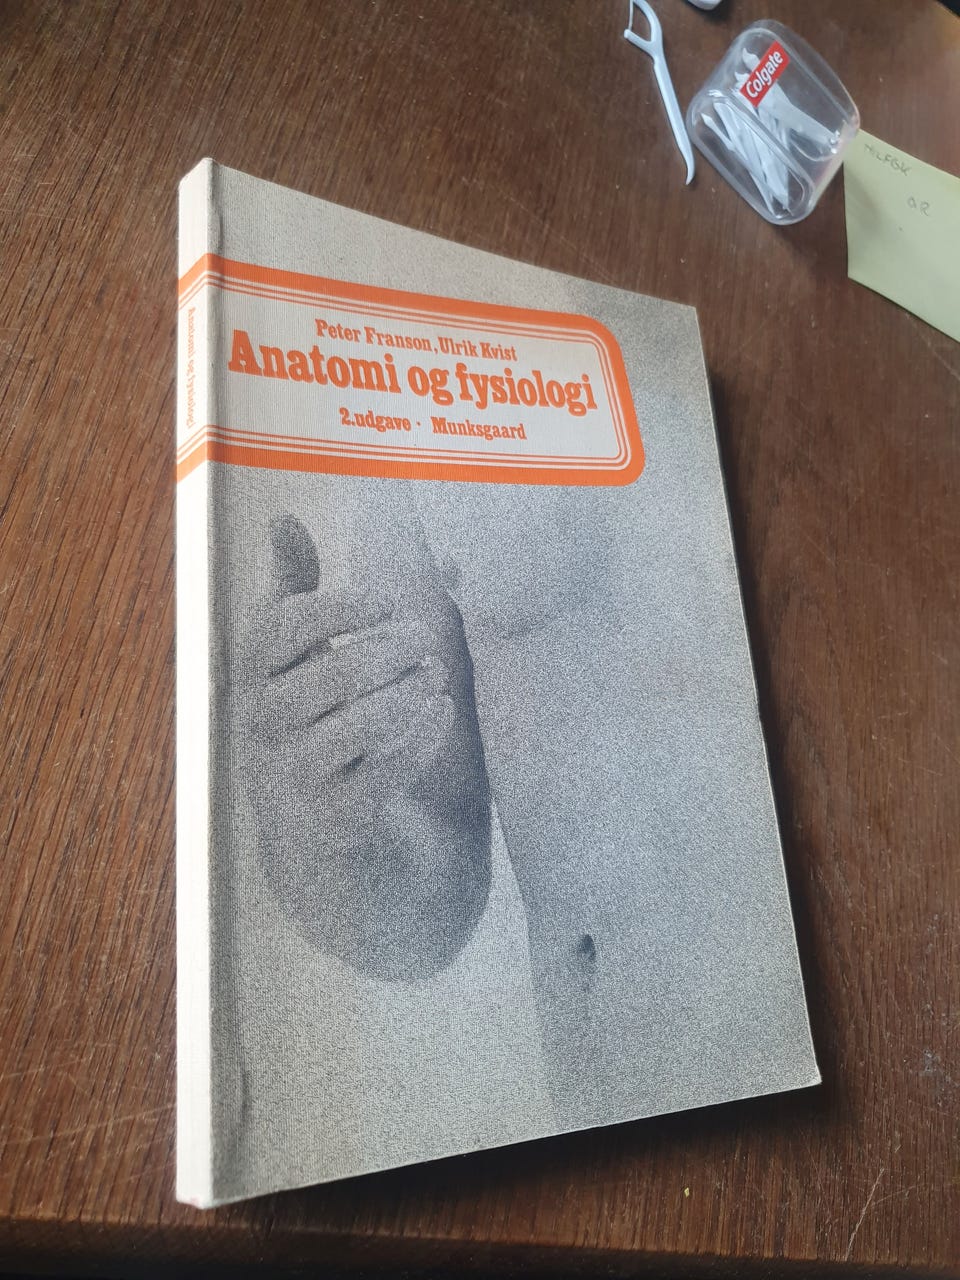 Colgate
Peter Franson, Ulrik Kvist
Anatomi og fysiologi
2. udgave · Munksgaard
Anatomi og fysiologi